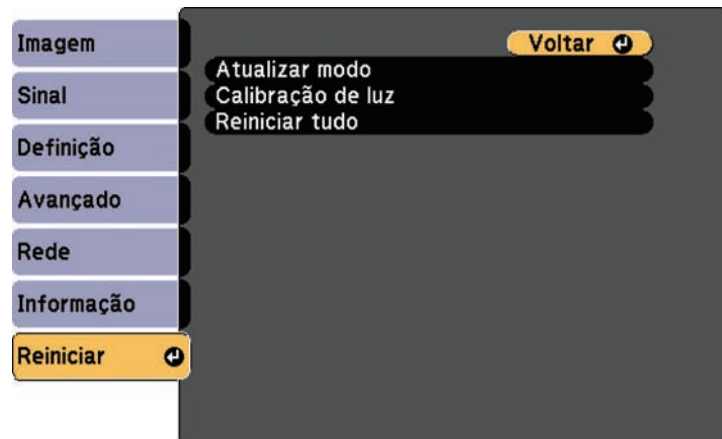 Imagem
Sinal
Definição
Avançado
Rede
Informação
Reiniciar
Voltar
Atualizar modo
Calibração de luz
Reiniciar tudo